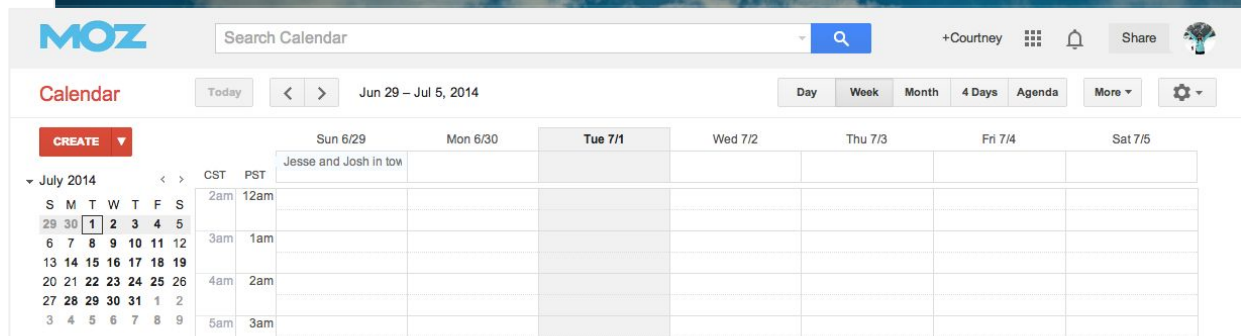 MOZ Search Calendar +Courtney Share
Calendar Today < > Jun 29 – Jul 5, 2014 Day Week Month 4 Days Agenda More
CREATE Sun 6/29 Mon 6/30 Tue 7/1 Wed 7/2 Thu 7/3 Fri 7/4 Sat 7/5
Jesse and Josh in tow
July 2014 < > CST PST
S M T W T F S 2am 12am
29 30 1 2 3 4 5
6 7 8 9 10 11 12 3am 1am
13 14 15 16 17 18 19
20 21 22 23 24 25 26 4am 2am
27 28 29 30 31 1 2
3 4 5 6 7 8 9 5am 3am